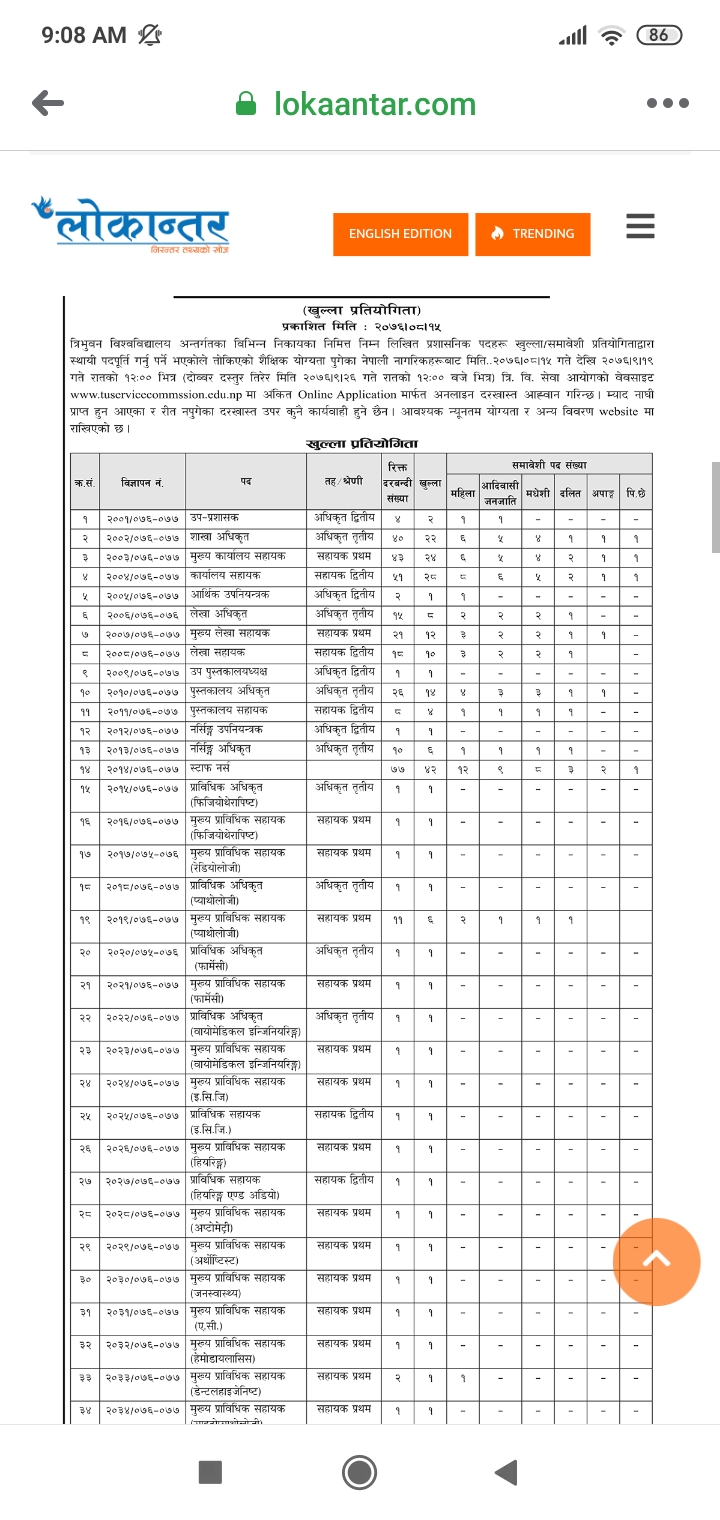 9:08 AM
86
lokaantar.com
लोकान्तर
निरन्तर तथ्यको खोज
ENGLISH EDITION
TRENDING
(खुल्ला प्रतियोगिता)
प्रकाशित मिति : २०७६।०८।१५
त्रिभुवन विश्वविद्यालय अन्तर्गतका विभिन्न निकायका निमित्त निम्न लिखित प्रशासनिक पदहरू खुल्ला/समावेशी प्रतियोगिताद्वारा
स्थायी पदपूर्ति गर्नु पर्ने भएकोले तोकिएको शैक्षिक योग्यता पुगेका नेपाली नागरिकहरूबाट मिति..२०७६।०८।१५ गते देखि २०७६।९।१९
गते रातको १२:०० भित्र (दोब्बर दस्तुर तिरेर मिति २०७६।९।२६ गते रातको १२:०० बजे भित्र) त्रि. वि. सेवा आयोगको वेवसाइट
www.tuservicecommssion.edu.np मा अंकित Online Application मार्फत अनलाइन दरखास्त आह्वान गरिन्छ। म्याद नाघी
प्राप्त हुन आएका र रीत नपुगेका दरखास्त उपर कुनै कार्यवाही हुने छैन। आवश्यक न्यूनतम योग्यता र अन्य विवरण website मा
राखिएको छ।
खुल्ला प्रतियोगिता
क्र.सं. विज्ञापन नं. पद तह/श्रेणी रिक्त दरबन्दी संख्या खुल्ला समावेशी पद संख्या
महिला आदिवासी जनजाति मधेशी दलित अपाङ्ग पि.छे
१ २००१/०७६-०७७ उप-प्रशासक अधिकृत द्वितीय ४ २ १ १ - - - -
२ २००२/०७६-०७७ शाखा अधिकृत अधिकृत तृतीय ४० २२ ६ ५ ४ १ १ १
३ २००३/०७६-०७७ मुख्य कार्यालय सहायक सहायक प्रथम ४३ २४ ६ ५ ४ २ १ १
४ २००४/०७६-०७७ कार्यालय सहायक सहायक द्वितीय ५१ २८ ८ ६ ५ २ १ १
५ २००५/०७६-०७७ आर्थिक उपनियन्त्रक अधिकृत द्वितीय २ १ १ - - - - -
६ २००६/०७६-०७६ लेखा अधिकृत अधिकृत तृतीय १५ ८ २ २ २ १ - -
७ २००७/०७६-०७७ मुख्य लेखा सहायक सहायक प्रथम २१ १२ ३ २ २ १ १ -
८ २००८/०७६-०७७ लेखा सहायक सहायक द्वितीय १८ १० ३ २ २ १ -
९ २००९/०७६-०७७ उप पुस्तकालयध्यक्ष अधिकृत द्वितीय १ १ - - - - - -
१० २०१०/०७६-०७७ पुस्तकालय अधिकृत अधिकृत तृतीय २६ १४ ४ ३ ३ १ १ -
११ २०११/०७६-०७७ पुस्तकालय सहायक सहायक द्वितीय ८ ४ १ १ १ १ - -
१२ २०१२/०७६-०७७ नर्सिङ्ग उपनियन्त्रक अधिकृत द्वितीय १ १ - - - - - -
१३ २०१३/०७६-०७७ नर्सिङ्ग अधिकृत अधिकृत तृतीय १० ६ १ १ १ १ - -
१४ २०१४/०७६-०७७ स्टाफ नर्स ७७ ४२ १२ ९ ८ ३ २ १
१५ २०१५/०७६-०७७ प्राविधिक अधिकृत अधिकृत तृतीय १ १ - - - - - -
(फिजियोथेरापिष्ट)
१६ २०१६/०७६-०७७ मुख्य प्राविधिक सहायक सहायक प्रथम १ १ - - - - - -
(फिजियोथेरापिष्ट)
१७ २०१७/०७५-०७६ मुख्य प्राविधिक सहायक सहायक प्रथम १ १ - - - - - -
(रेडियोलोजी)
१८ २०१८/०७६-०७७ प्राविधिक अधिकृत अधिकृत तृतीय १ १ - - - - - -
(प्याथोलोजी)
१९ २०१९/०७६-०७७ मुख्य प्राविधिक सहायक सहायक प्रथम ११ ६ २ १ १ १
(प्याथोलोजी)
२० २०२०/०७५-०७६ प्राविधिक अधिकृत अधिकृत तृतीय १ १ - - - - - -
(फार्मेसी)
२१ २०२१/०७६-०७७ मुख्य प्राविधिक सहायक सहायक प्रथम १ १ - - - - - -
(फार्मेसी)
२२ २०२२/०७६-०७७ प्राविधिक अधिकृत अधिकृत तृतीय १ १ - - - - - -
(वायोमेडिकल इन्जिनियरिङ्ग)
२३ २०२३/०७६-०७७ मुख्य प्राविधिक सहायक सहायक प्रथम १ १ - - - - - -
(वायोमेडिकल इन्जिनियरिङ्ग)
२४ २०२४/०७६-०७७ मुख्य प्राविधिक सहायक सहायक प्रथम १ १ - - - - - -
(इ.सि.जि)
२५ २०२५/०७६-०७७ प्राविधिक सहायक सहायक द्वितीय १ १ - - - - - -
(इ.सि.जि.)
२६ २०२६/०७६-०७७ मुख्य प्राविधिक सहायक सहायक प्रथम १ १ - - - - - -
(हियरिङ्ग)
२७ २०२७/०७६-०७७ प्राविधिक सहायक सहायक द्वितीय १ १ - - - - - -
(हियरिङ्ग एण्ड अडियो)
२८ २०२८/०७६-०७७ मुख्य प्राविधिक सहायक सहायक प्रथम १ १ - - - - - -
(अप्टोमेट्री)
२९ २०२९/०७६-०७७ मुख्य प्राविधिक सहायक सहायक प्रथम १ १ - - - - -
(अर्थोप्टिस्ट)
३० २०३०/०७६-०७७ मुख्य प्राविधिक सहायक सहायक प्रथम १ १ - - - - - -
(जनस्वास्थ्य)
३१ २०३१/०७६-०७७ मुख्य प्राविधिक सहायक सहायक प्रथम १ १ - - - - - -
(ए.सी.)
३२ २०३२/०७६-०७७ मुख्य प्राविधिक सहायक सहायक प्रथम १ १ - - - - - -
(हेमोडायलासिस)
३३ २०३३/०७६-०७७ मुख्य प्राविधिक सहायक सहायक प्रथम २ १ १ - - - - -
(डेन्टलहाइजेनिष्ट)
३४ २०३४/०७६-०७७ मुख्य प्राविधिक सहायक सहायक प्रथम १ १ - - - - - -